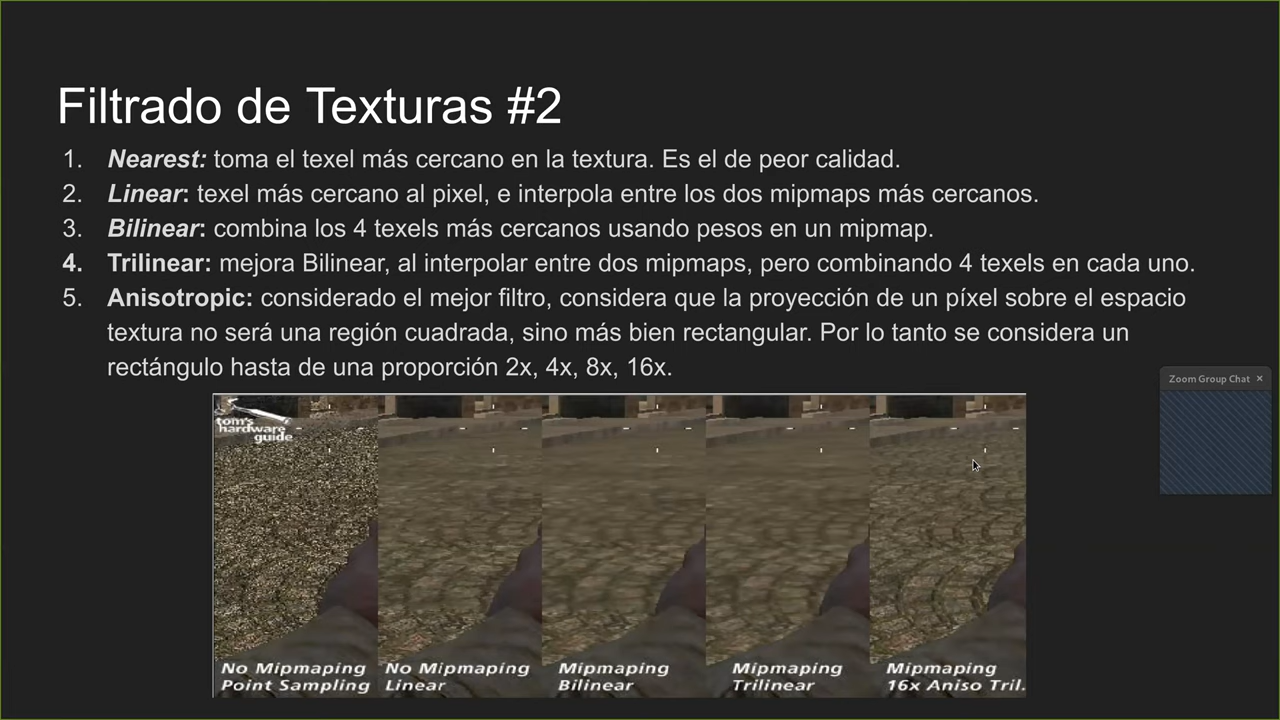 Filtrado de Texturas #2
1. Nearest: toma el texel más cercano en la textura. Es el de peor calidad.
2. Linear: texel más cercano al pixel, e interpola entre los dos mipmaps más cercanos.
3. Bilinear: combina los 4 texels más cercanos usando pesos en un mipmap.
4. Trilinear: mejora Bilinear, al interpolar entre dos mipmaps, pero combinando 4 texels en cada uno.
5. Anisotropic: considerado el mejor filtro, considera que la proyección de un píxel sobre el espacio
textura no será una región cuadrada, sino más bien rectangular. Por lo tanto se considera un
rectángulo hasta de una proporción 2x, 4x, 8x, 16x.
Zoom Group Chat ×
tom's
hardware
guide
No Mipmaping
Point Sampling
No Mipmaping
Linear
Mipmaping
Bilinear
Mipmaping
Trilinear
Mipmaping
16x Aniso Tril.